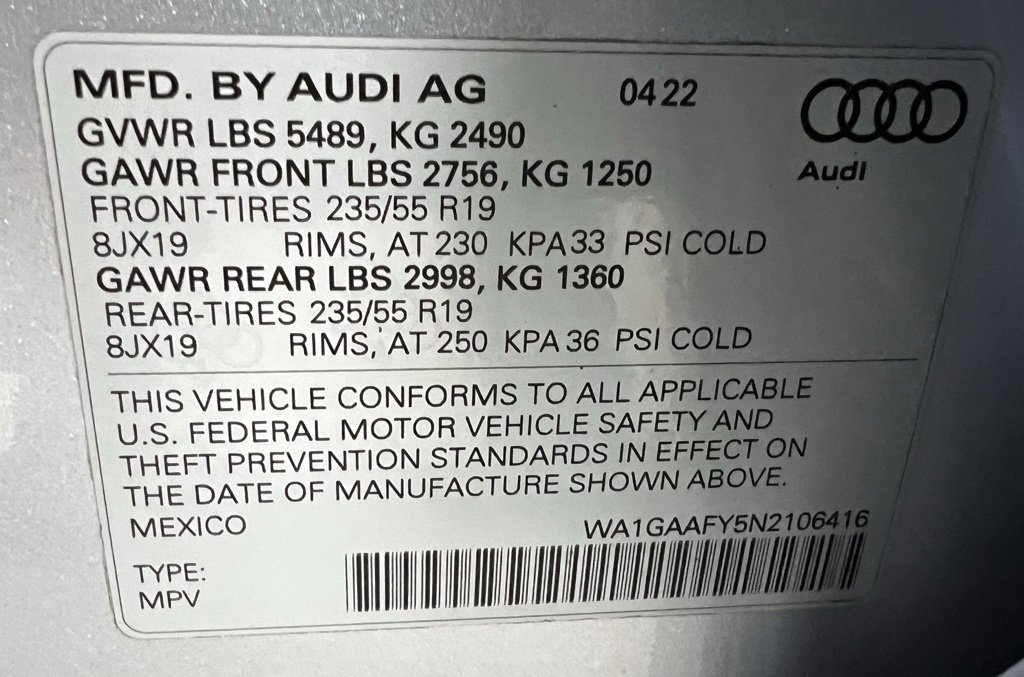 MFD. BY AUDI AG 0422
GVWR LBS 5489, KG 2490
GAWR FRONT LBS 2756, KG 1250
Audi
FRONT-TIRES 235/55 R19
8JX19 RIMS, AT 230 KPA 33 PSI COLD
GAWR REAR LBS 2998, KG 1360
REAR-TIRES 235/55 R19
8JX19 RIMS, AT 250 KPA 36 PSI COLD
THIS VEHICLE CONFORMS TO ALL APPLICABLE
U.S. FEDERAL MOTOR VEHICLE SAFETY AND
THEFT PREVENTION STANDARDS IN EFFECT ON
THE DATE OF MANUFACTURE SHOWN ABOVE.
MEXICO WA1GAAFY5N2106416
TYPE:
MPV